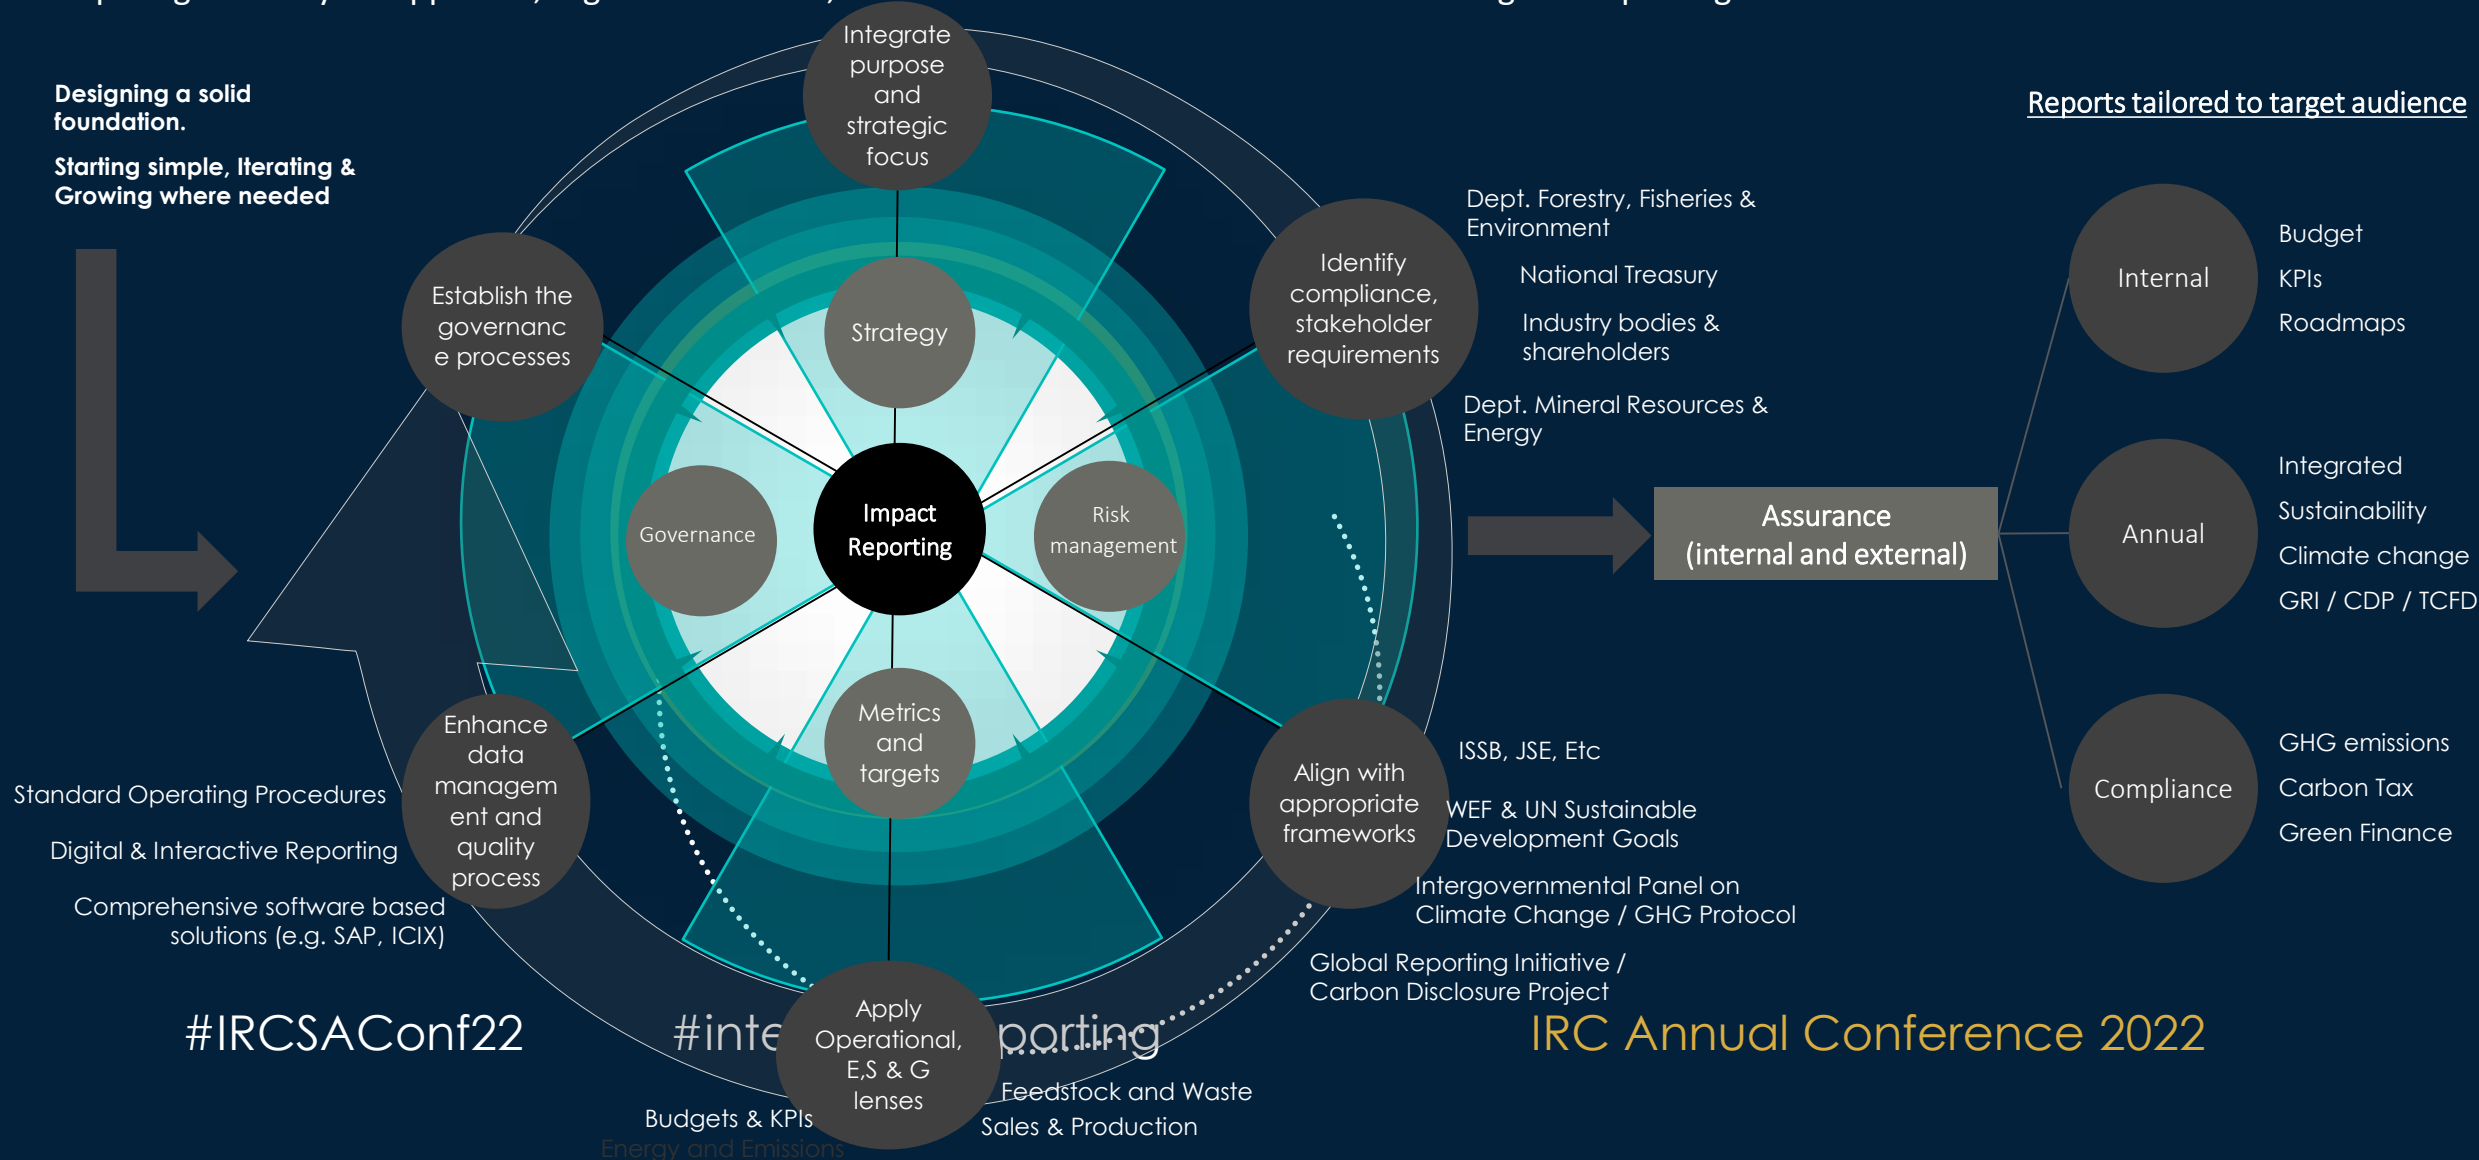 Designing a solid
foundation.
Starting simple, Iterating &
Growing where needed
Integrate
purpose
and
strategic
focus
Establish the
governanc
e processes
Identify
compliance,
stakeholder
requirements
Dept. Forestry, Fisheries &
Environment
National Treasury
Industry bodies &
shareholders
Dept. Mineral Resources &
Energy
Strategy
Governance
Impact
Reporting
Risk
management
Metrics
and
targets
Enhance
data
managem
ent and
quality
process
Standard Operating Procedures
Digital & Interactive Reporting
Comprehensive software based
solutions (e.g. SAP, ICIX)
Align with
appropriate
frameworks
ISSB, JSE, Etc
WEF & UN Sustainable
Development Goals
Intergovernmental Panel on
Climate Change / GHG Protocol
Global Reporting Initiative /
Carbon Disclosure Project
Apply
Operational,
E,S & G
lenses
Budgets & KPIs
Energy and Emissions
Feedstock and Waste
Sales & Production
Assurance
(internal and external)
Reports tailored to target audience
Internal
Budget
KPIs
Roadmaps
Annual
Integrated
Sustainability
Climate change
GRI / CDP / TCFD
Compliance
GHG emissions
Carbon Tax
Green Finance
#IRCSAConf22
IRC Annual Conference 2022